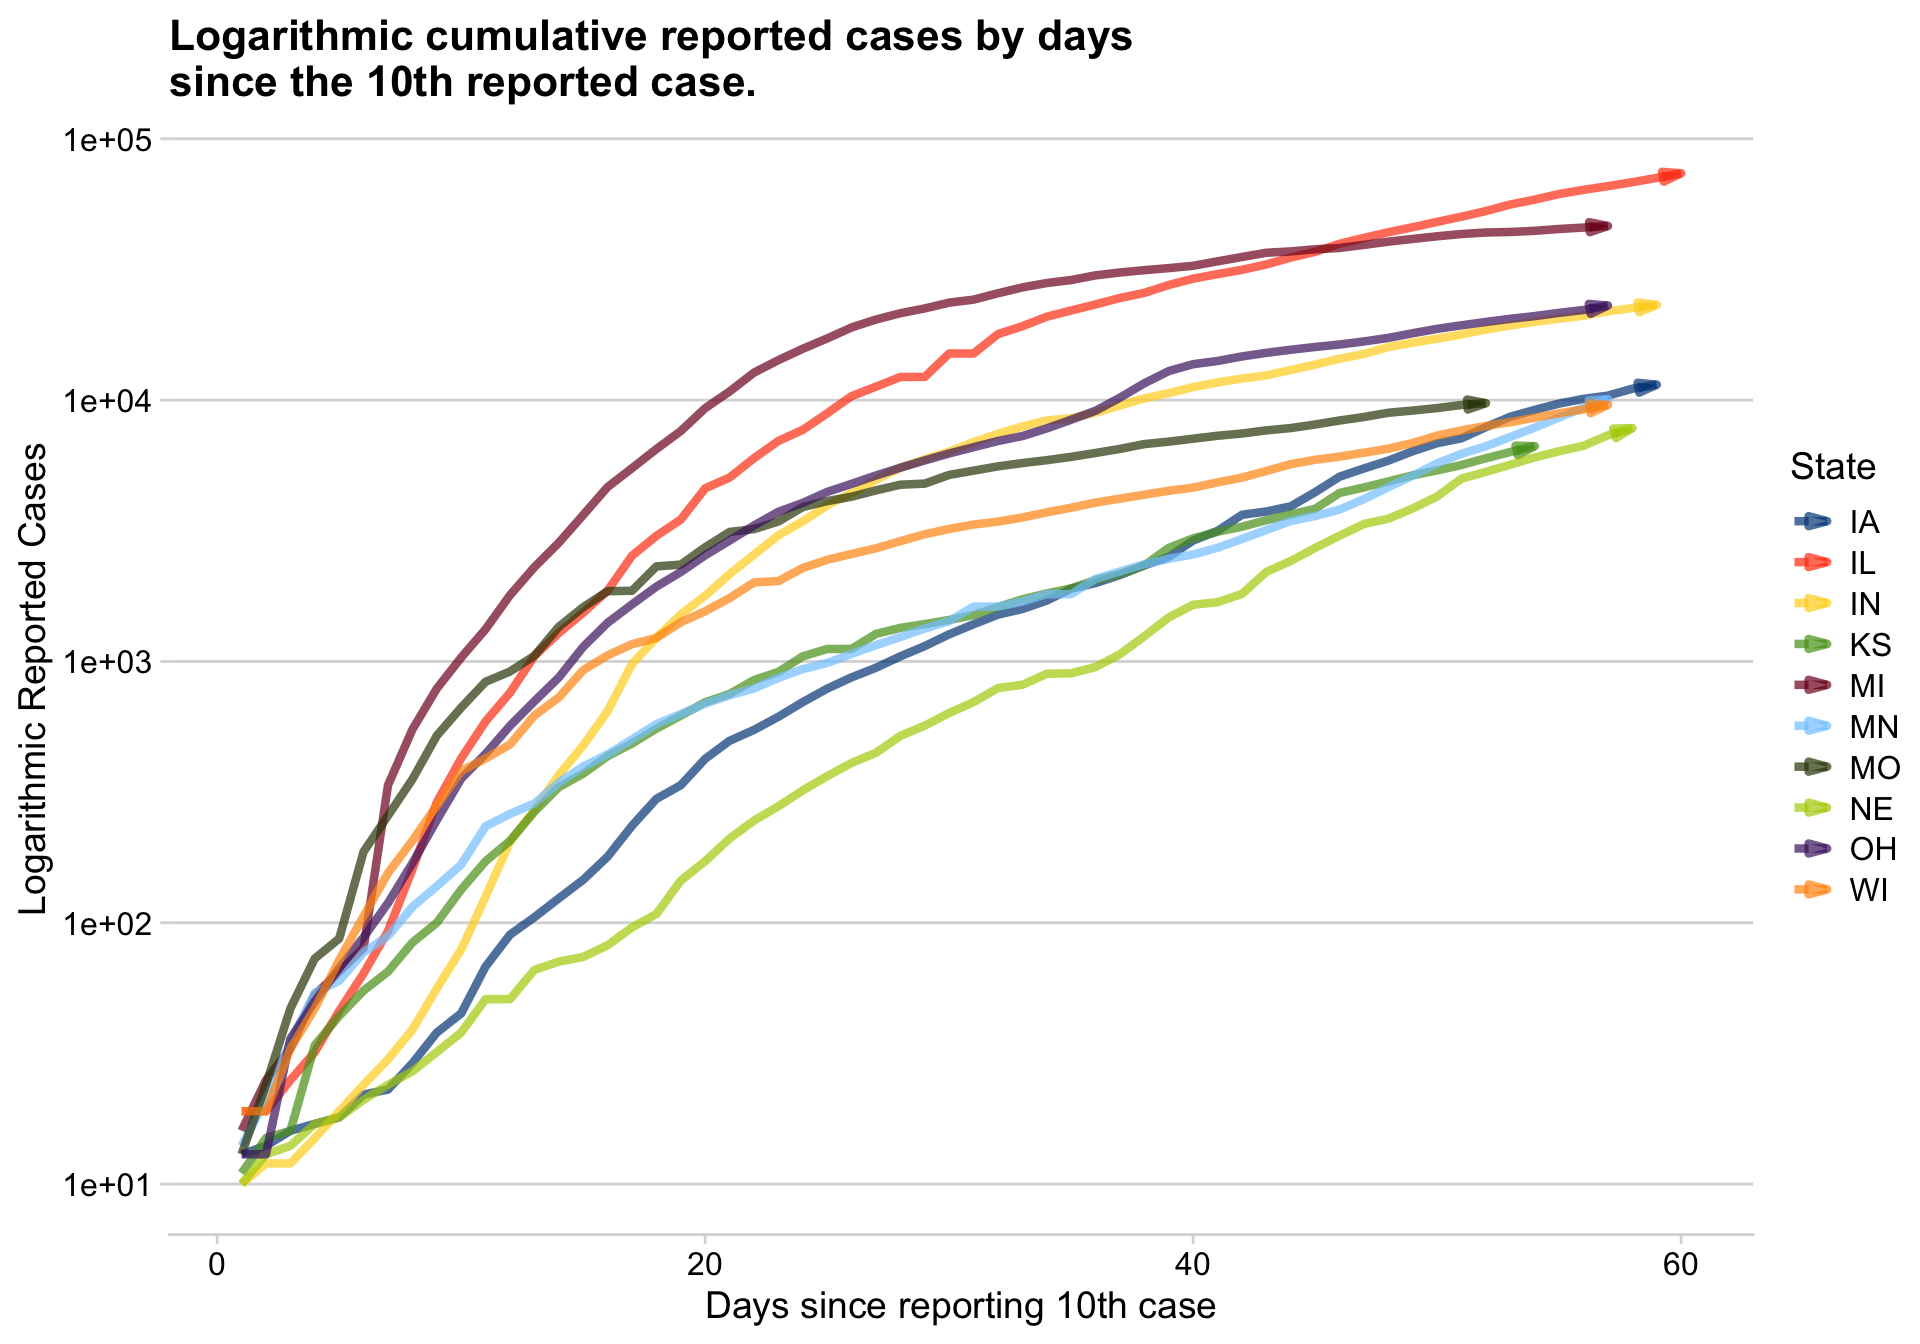 Logarithmic cumulative reported cases by days
since the 10th reported case.
1e+05
1e+04
1e+03
1e+02
1e+01
Logarithmic Reported Cases
0
20
40
60
Days since reporting 10th case
State
IA
IL
IN
KS
MI
MN
MO
NE
OH
WI